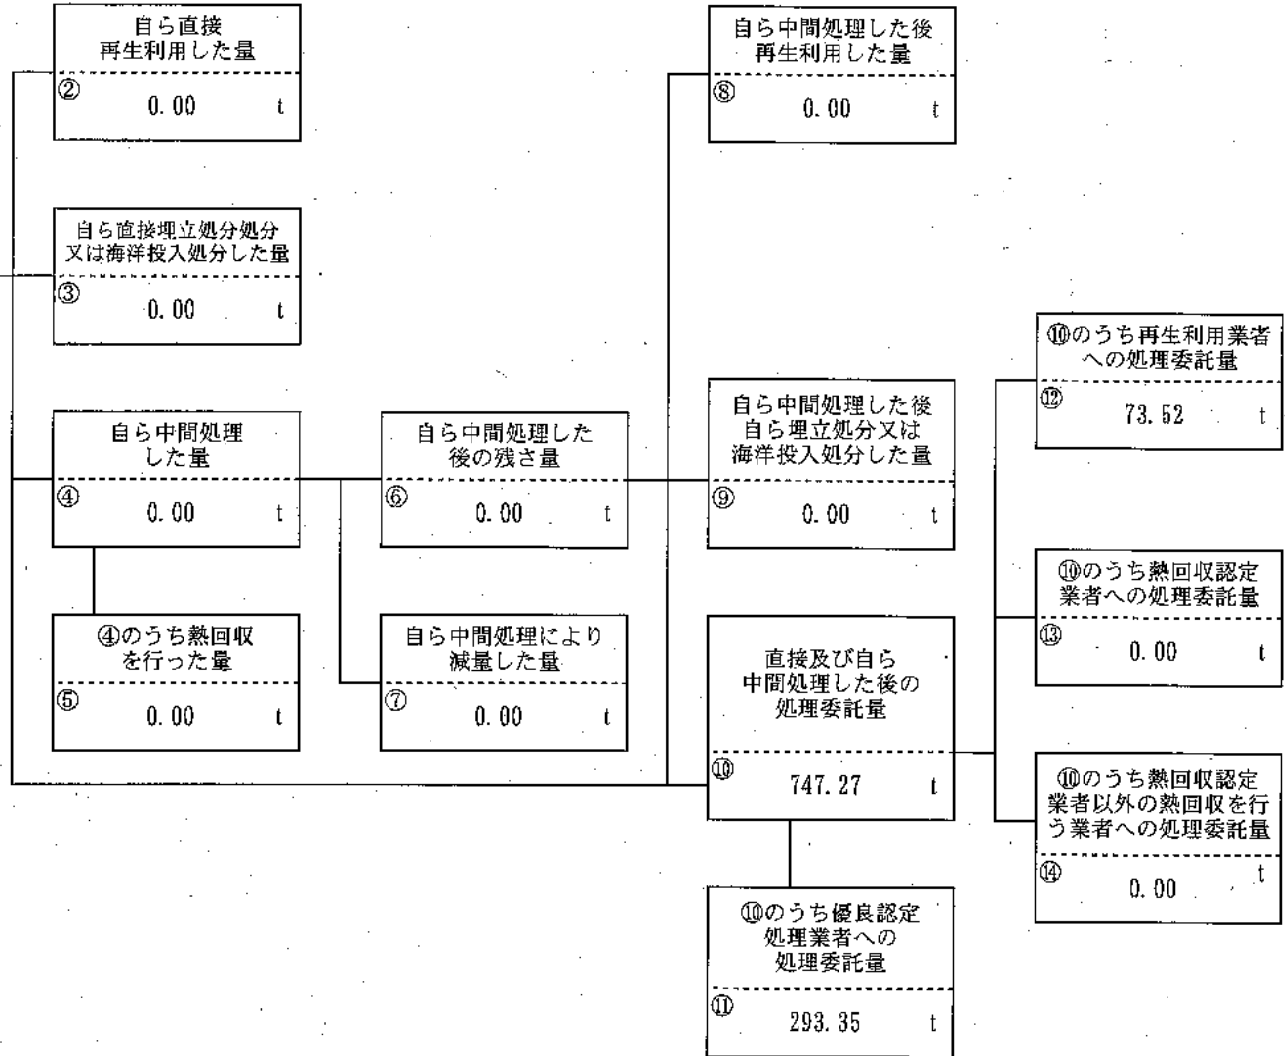 自ら直接
再生利用した量
② 0.00 t
自ら中間処理した後
再生利用した量
⑧ 0.00 t
自ら直接埋立処分処分
又は海洋投入処分した量
③ 0.00 t
⑩のうち再生利用業者
への処理委託量
⑫ 73.52 t
自ら中間処理
した量
④ 0.00 t
自ら中間処理した
後の残さ量
⑥ 0.00 t
自ら中間処理した後
自ら埋立処分又は
海洋投入処分した量
⑨ 0.00 t
⑩のうち熱回収認定
業者への処理委託量
⑬ 0.00 t
④のうち熱回収
を行った量
⑤ 0.00 t
自ら中間処理により
減量した量
⑦ 0.00 t
直接及び自ら
中間処理した後の
処理委託量
⑩ 747.27 t
⑩のうち熱回収認定
業者以外の熱回収を行
う業者への処理委託量
⑭ 0.00 t
⑩のうち優良認定
処理業者への
処理委託量
⑪ 293.35 t